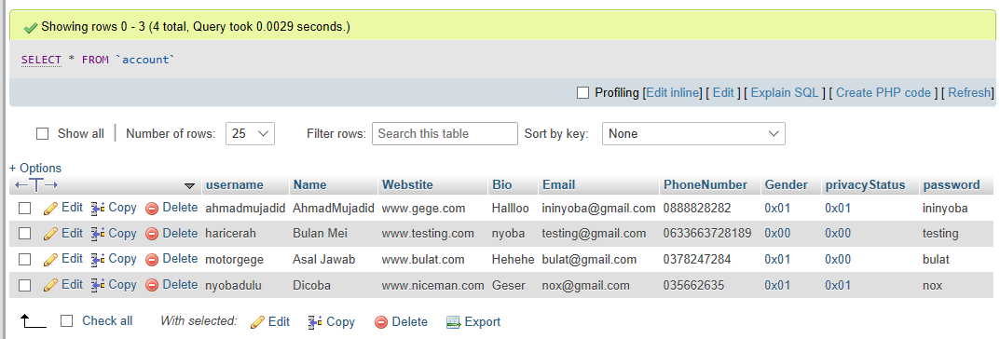 Showing rows 0 - 3 (4 total, Query took 0.0029 seconds.)
SELECT * FROM `account`
Profiling [Edit inline] [ Edit ] [ Explain SQL ] [ Create PHP code ] [ Refresh]
Show all | Number of rows: 25 Filter rows: Search this table Sort by key: None
+ Options
←T→ username Name Webstite Bio Email PhoneNumber Gender privacyStatus password
Edit Copy Delete ahmadmujadid AhmadMujadid www.gege.com Hallloo ininyoba@gmail.com 0888828282 0x01 0x01 ininyoba
Edit Copy Delete haricerah Bulan Mei www.testing.com nyoba testing@gmail.com 0633663728189 0x00 0x00 testing
Edit Copy Delete motorgege Asal Jawab www.bulat.com Hehehe bulat@gmail.com 0378247284 0x01 0x00 bulat
Edit Copy Delete nyobadulu Dicoba www.niceman.com Geser nox@gmail.com 035662635 0x01 0x01 nox
Check all With selected: Edit Copy Delete Export